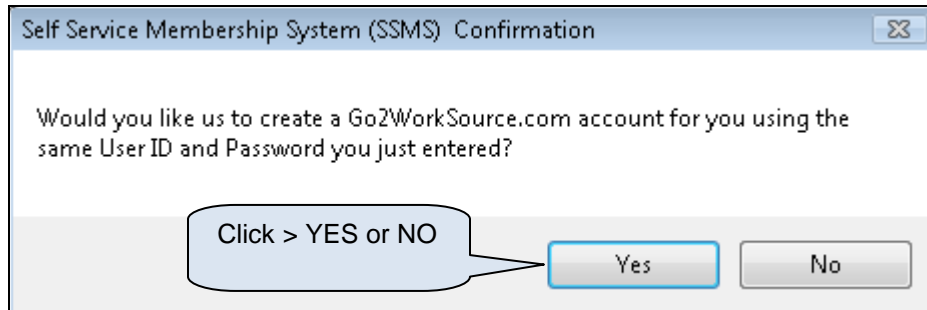 Self Service Membership System (SSMS)  Confirmation
Would you like us to create a Go2WorkSource.com account for you using the
same User ID and Password you just entered?
Click > YES or NO
Yes
No